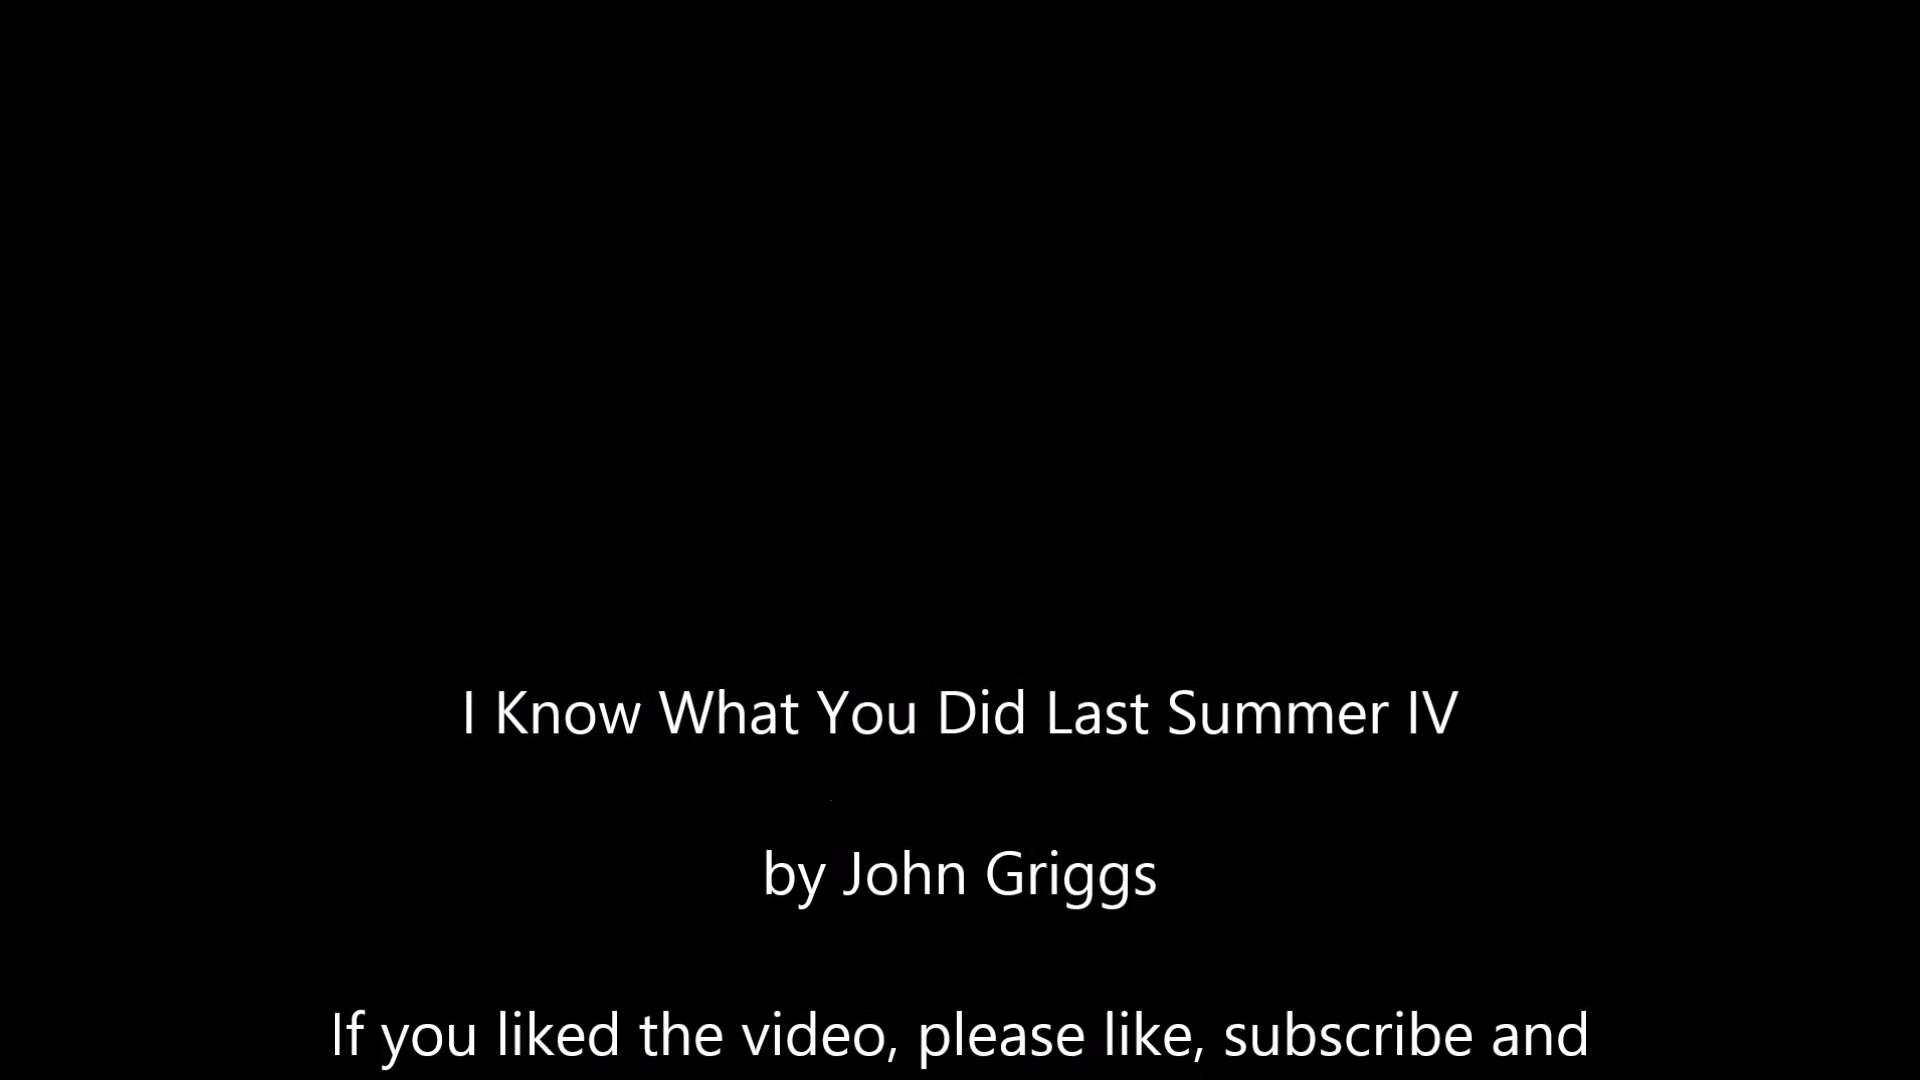 I Know What You Did Last Summer IV
by John Griggs
If you liked the video, please like, subscribe and